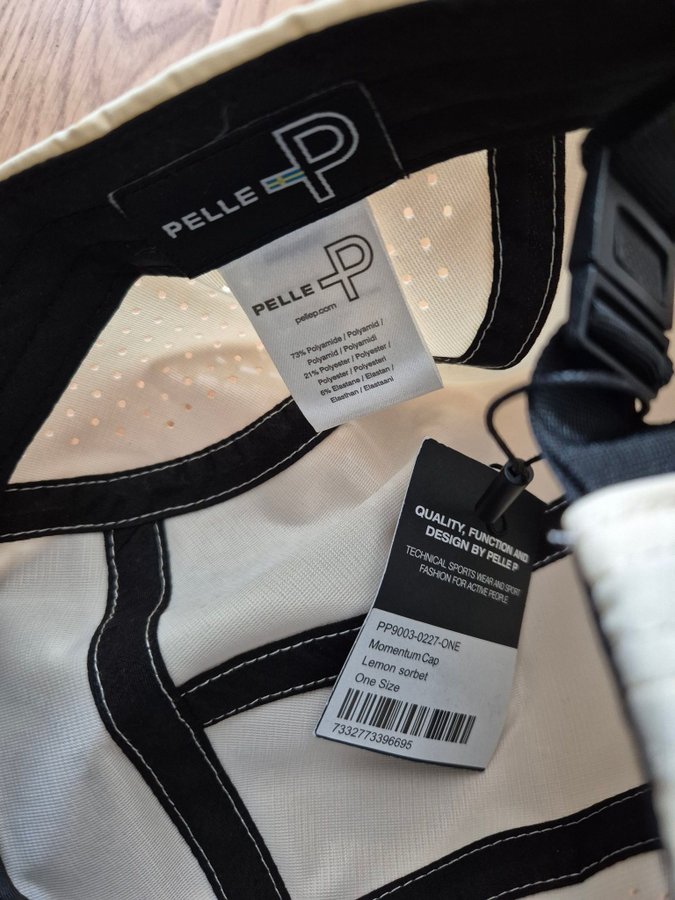 PELLE P
PELLE P
pellep.com
73% Polyamide / Polyamid /
Polyamid / Polyamidi
21% Polyester / Polyester /
Polyester / Polyesteri
6% Elastane / Elastan /
Elasthan / Elastaani
QUALITY, FUNCTION AND
DESIGN BY PELLE P
TECHNICAL SPORTS WEAR AND SPORT
FASHION FOR ACTIVE PEOPLE.
PP9003-0227-ONE
Momentum Cap
Lemon sorbet
One Size
7332773396695